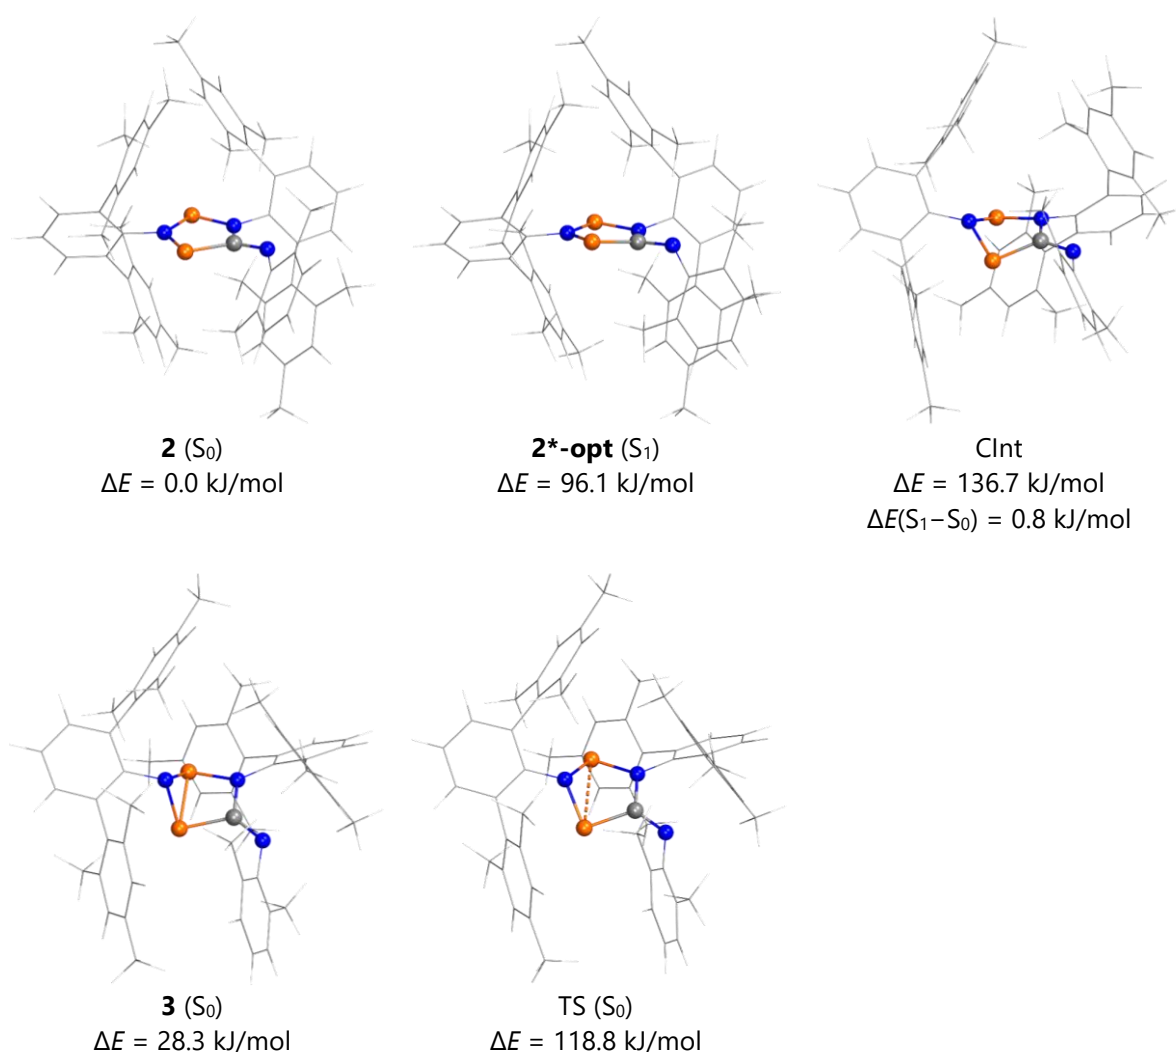 2 (S₀)
ΔE = 0.0 kJ/mol
2*-opt (S₁)
ΔE = 96.1 kJ/mol
CInt
ΔE = 136.7 kJ/mol
ΔE(S₁−S₀) = 0.8 kJ/mol
3 (S₀)
ΔE = 28.3 kJ/mol
TS (S₀)
ΔE = 118.8 kJ/mol